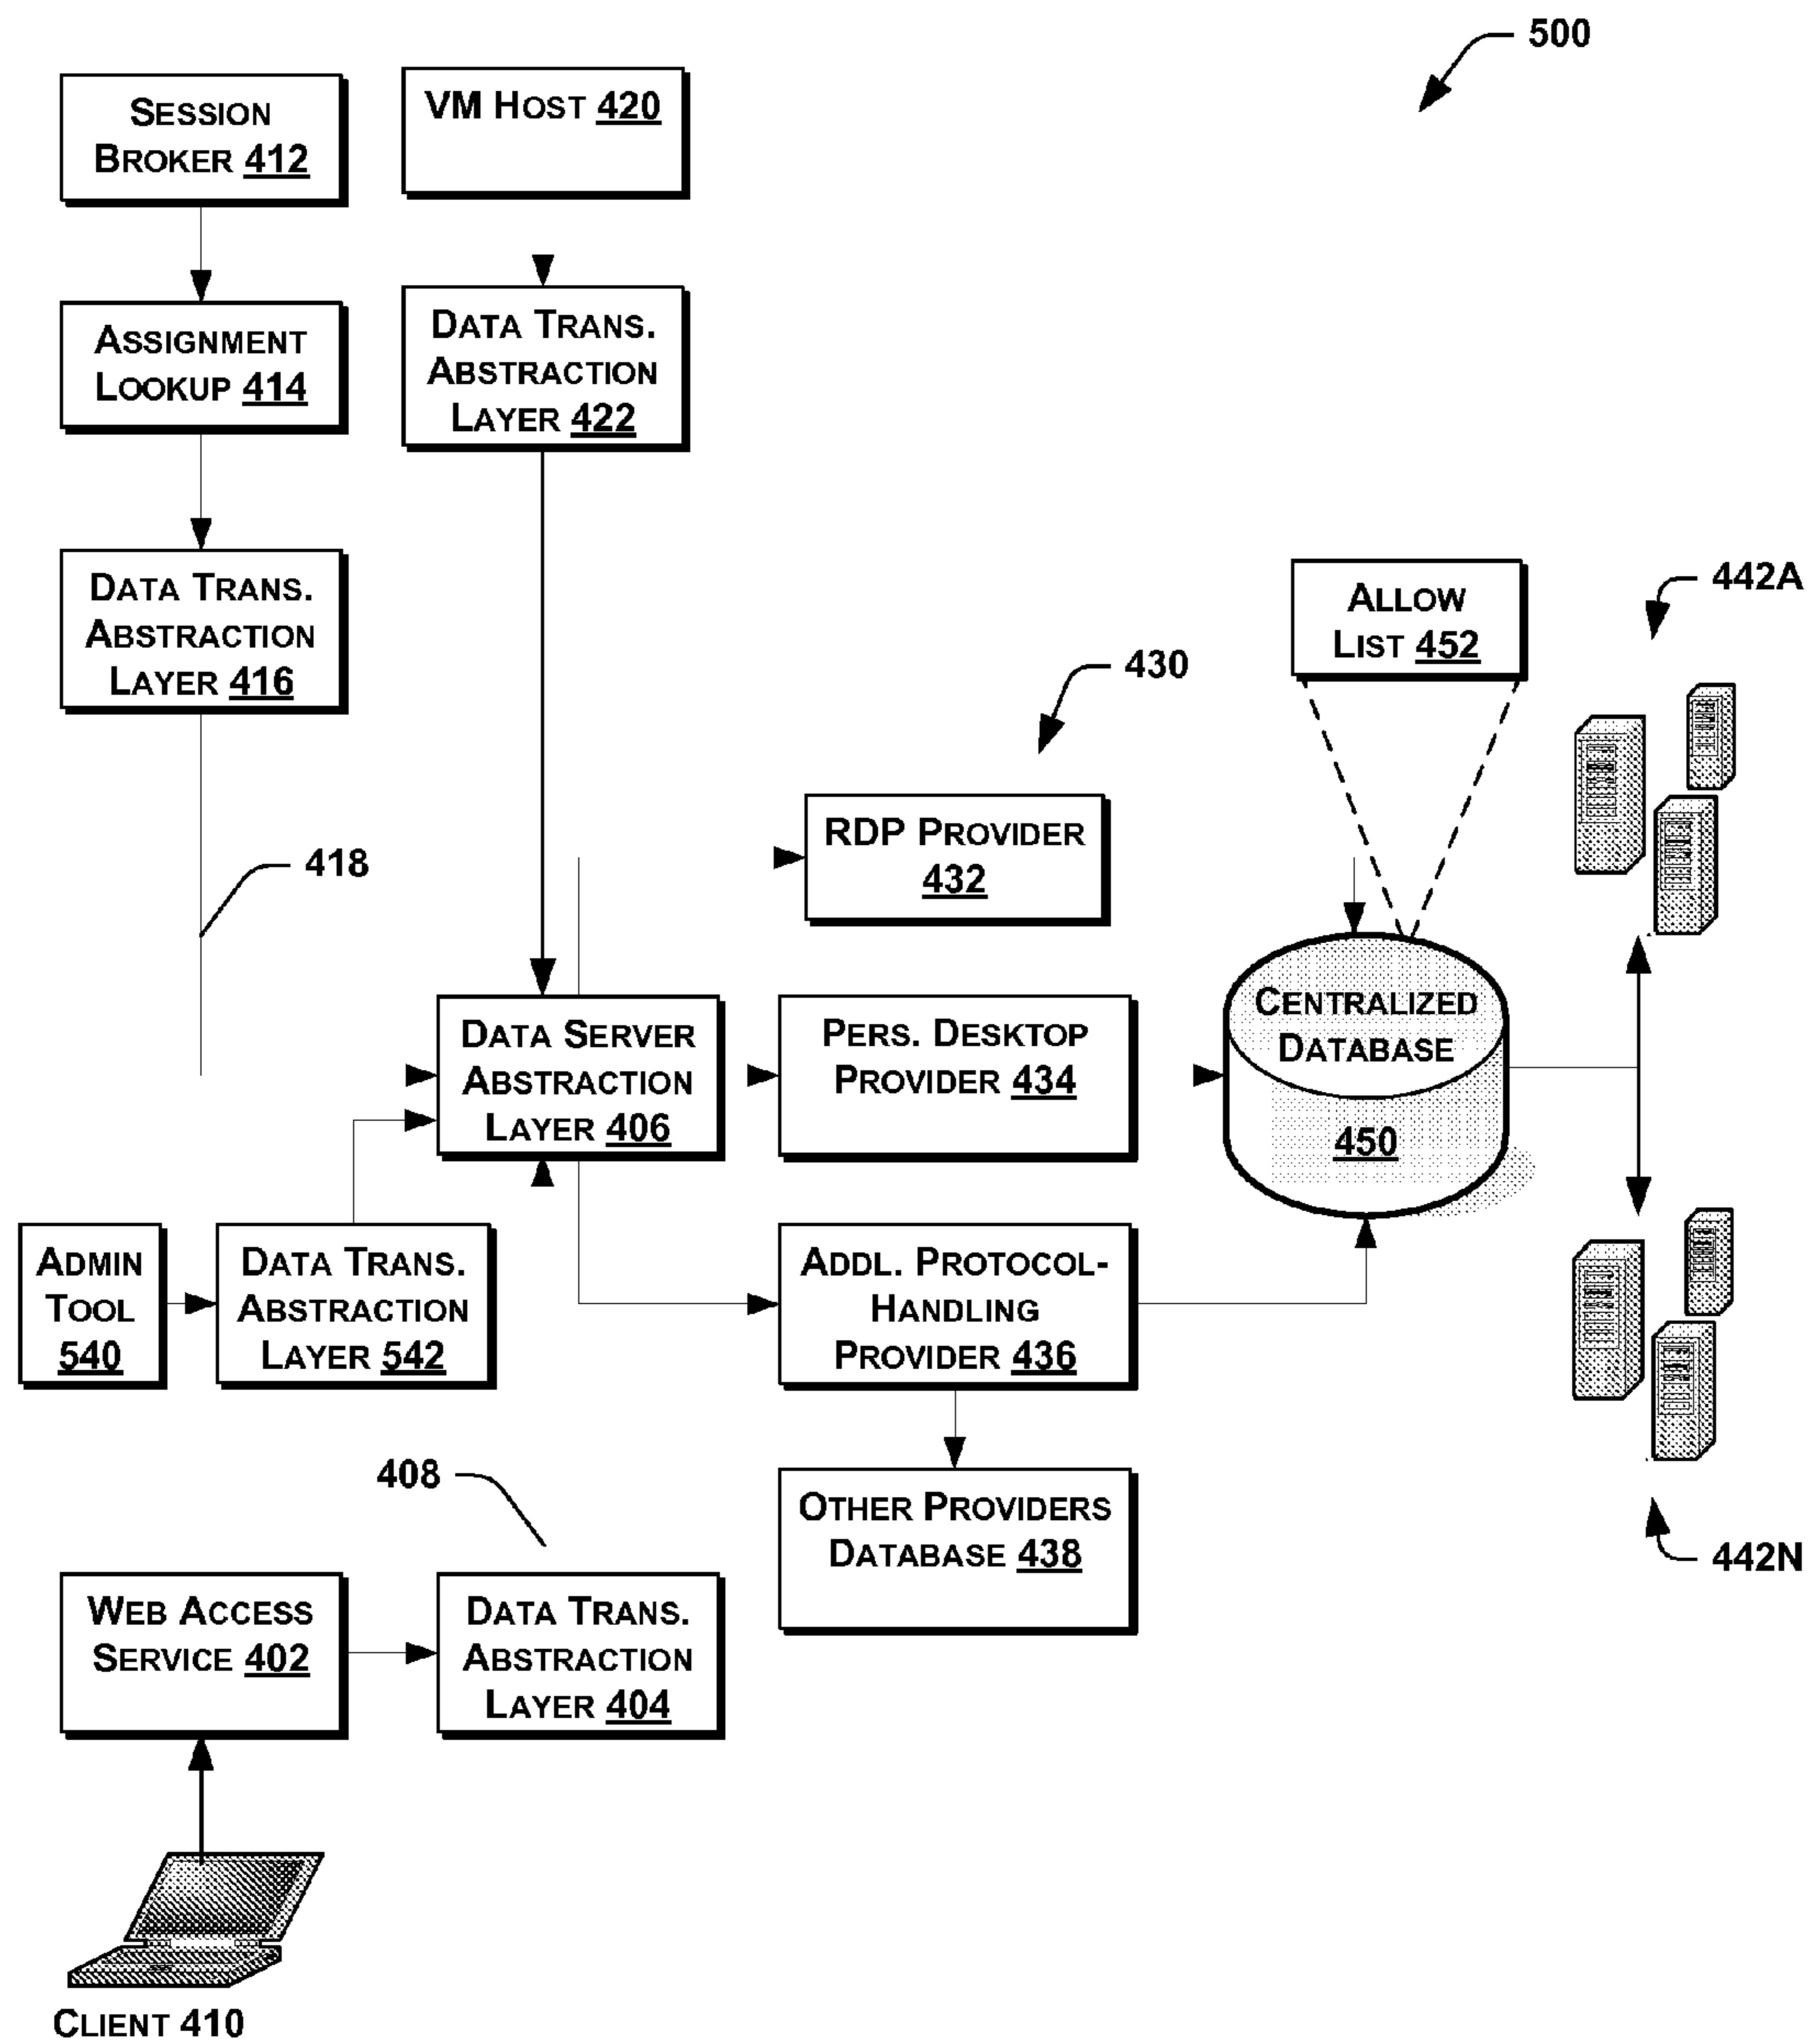 500
SESSION
BROKER 412
VM HOST 420
ASSIGNMENT
LOOKUP 414
DATA TRANS.
ABSTRACTION
LAYER 422
DATA TRANS.
ABSTRACTION
LAYER 416
ALLOW
LIST 452
442A
430
418
RDP PROVIDER
432
DATA SERVER
ABSTRACTION
LAYER 406
PERS. DESKTOP
PROVIDER 434
CENTRALIZED
DATABASE
450
ADMIN
TOOL
540
DATA TRANS.
ABSTRACTION
LAYER 542
ADDL. PROTOCOL-
HANDLING
PROVIDER 436
408
OTHER PROVIDERS
DATABASE 438
442N
WEB ACCESS
SERVICE 402
DATA TRANS.
ABSTRACTION
LAYER 404
CLIENT 410